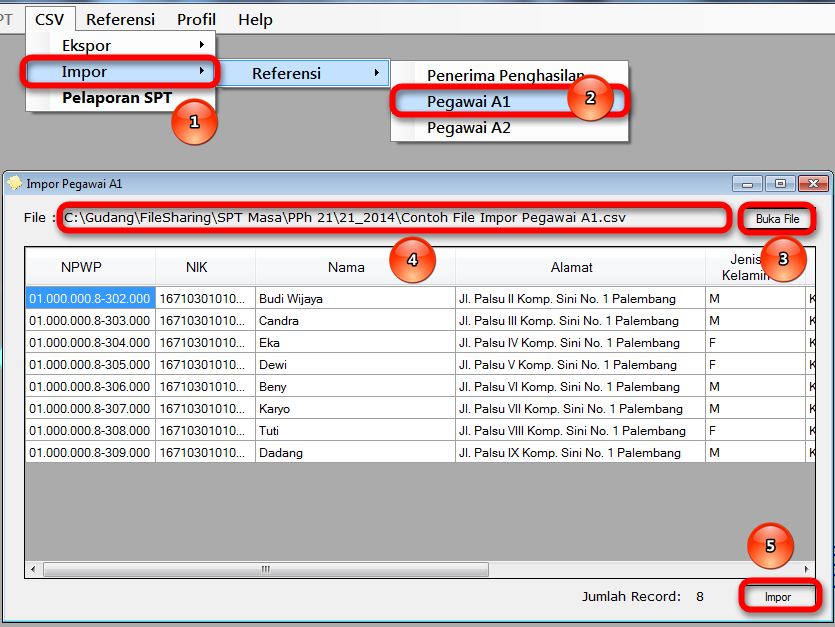 PT CSV Referensi Profil Help
Ekspor
Impor
Referensi
Penerima Penghasilan
Pegawai A1
2
Pelaporan SPT
1
Pegawai A2
Impor Pegawai A1
File : C:\Gudang\FileSharing\SPT Masa\PPh 21\21_2014\Contoh File Impor Pegawai A1.csv Buka File
4
3
NPWP NIK Nama Alamat Jenis Kelamin
01.000.000.8-302.000 16710301010... Budi Wijaya Jl. Palsu II Komp. Sini No. 1 Palembang M K
01.000.000.8-303.000 16710301010... Candra Jl. Palsu III Komp. Sini No. 1 Palembang M K
01.000.000.8-304.000 16710301010... Eka Jl. Palsu IV Komp. Sini No. 1 Palembang F K
01.000.000.8-305.000 16710301010... Dewi Jl. Palsu V Komp. Sini No. 1 Palembang F K
01.000.000.8-306.000 16710301010... Beny Jl. Palsu VI Komp. Sini No. 1 Palembang M K
01.000.000.8-307.000 16710301010... Karyo Jl. Palsu VII Komp. Sini No. 1 Palembang M K
01.000.000.8-308.000 16710301010... Tuti Jl. Palsu VIII Komp. Sini No. 1 Palembang F K
01.000.000.8-309.000 16710301010... Dadang Jl. Palsu IX Komp. Sini No. 1 Palembang M K
5
Jumlah Record: 8 Impor